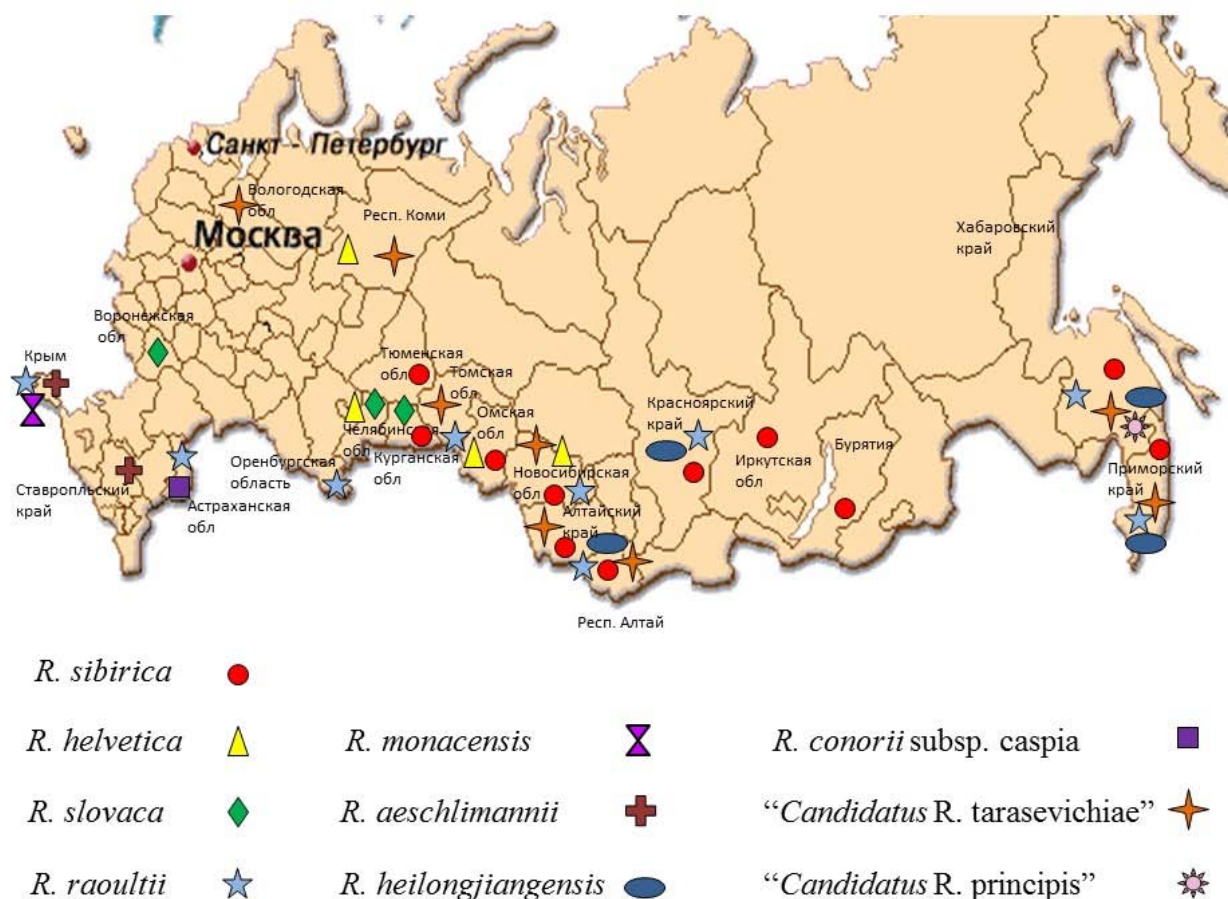 Санкт - Петербург
Вологодская
обл
Респ. Коми
Москва
Хабаровский
край
Воронежская
обл
Крым
Тюменская
обл
Томская
обл
Омская
обл
Красноярский
край
Челябинская
обл
Курганская
обл
Новосибирская
обл
Иркутская
обл
Бурятия
Оренбургская
область
Приморский
край
Ставропльский
край
Астраханская
обл
Алтайский
край
Респ. Алтай
R. sibirica
R. helvetica R. monacensis R. conorii subsp. caspia
R. slovaca R. aeschlimannii “Candidatus R. tarasevichiae”
R. raoultii R. heilongjiangensis “Candidatus R. principis”